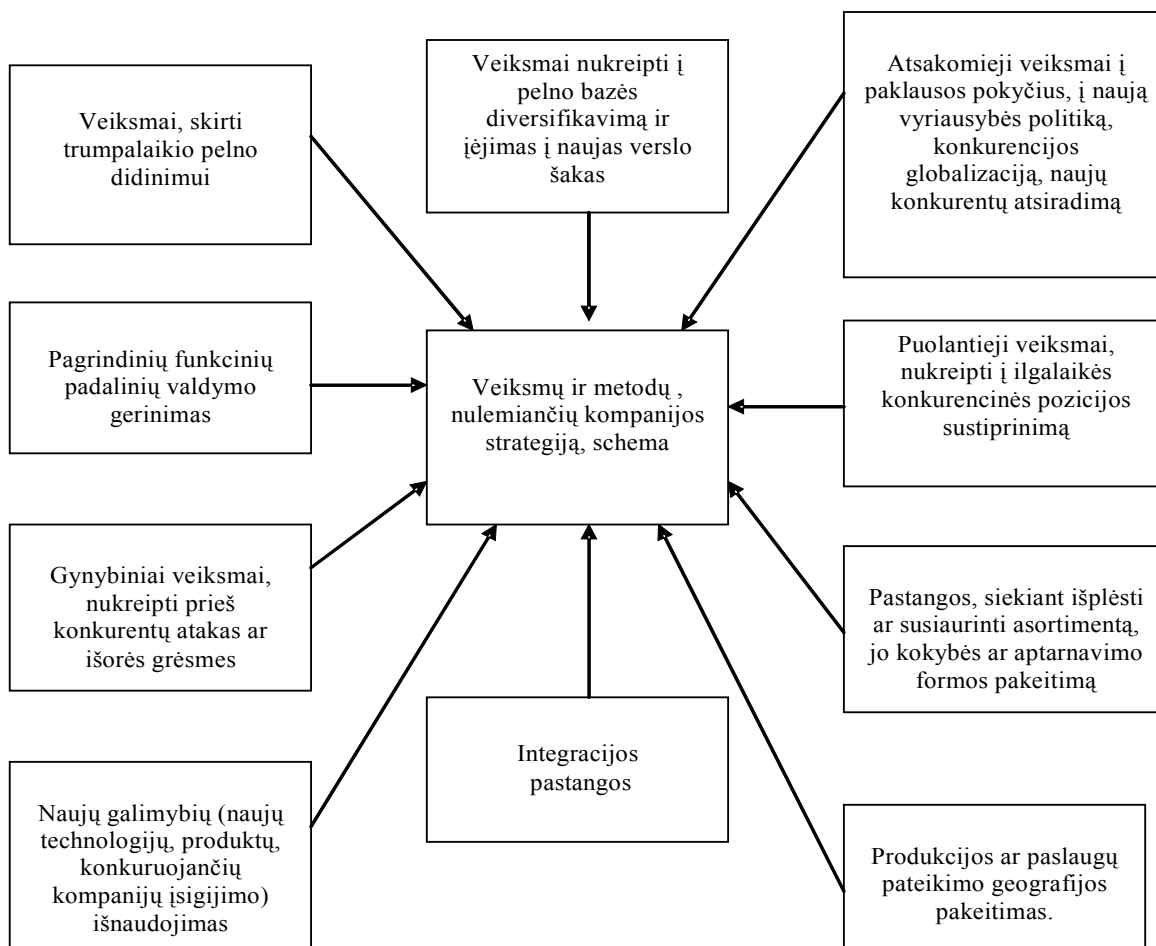 Veiksmai, skirti
trumpalaikio pelno
didinimui
Veiksmai nukreipti į
pelno bazės
diversifikavimą ir
įėjimas į naujas verslo
šakas
Atsakomieji veiksmai į
paklausos pokyčius, į naują
vyriausybės politiką,
konkurencijos
globalizaciją, naujų
konkurentų atsiradimą
Pagrindinių funkcinių
padalinių valdymo
gerinimas
Veiksmų ir metodų ,
nulemiančių kompanijos
strategiją, schema
Puolantieji veiksmai,
nukreipti į ilgalaikės
konkurencinės pozicijos
sustiprinimą
Gynybiniai veiksmai,
nukreipti prieš
konkurentų atakas ar
išorės grėsmes
Pastangos, siekiant išplėsti
ar susiaurinti asortimentą,
jo kokybės ar aptarnavimo
formos pakeitimą
Naujų galimybių (naujų
technologijų, produktų,
konkuruojančių
kompanijų įsigijimo)
išnaudojimas
Integracijos
pastangos
Produkcijos ar paslaugų
pateikimo geografijos
pakeitimas.